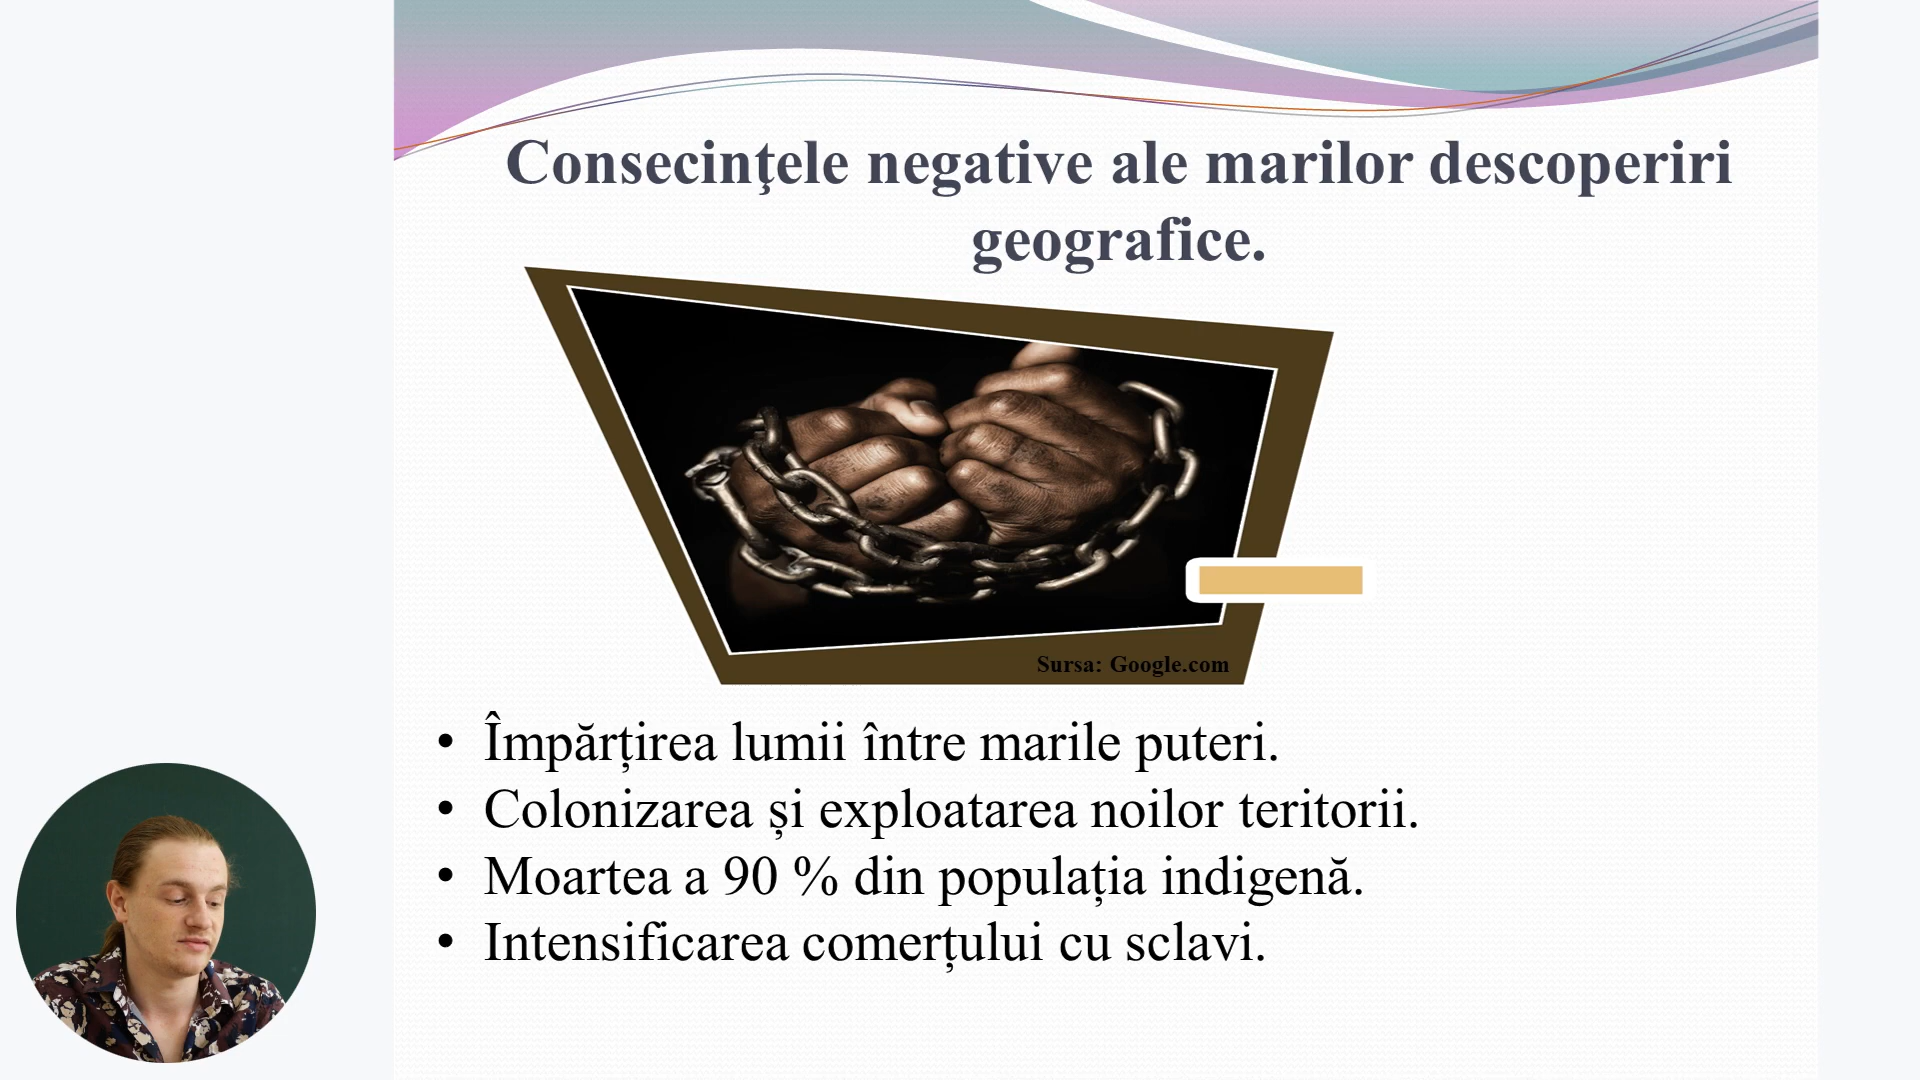 Consecinţele negative ale marilor descoperiri
geografice.
Sursa: Google.com
• Împărțirea lumii între marile puteri.
• Colonizarea și exploatarea noilor teritorii.
• Moartea a 90 % din populația indigenă.
• Intensificarea comerțului cu sclavi.